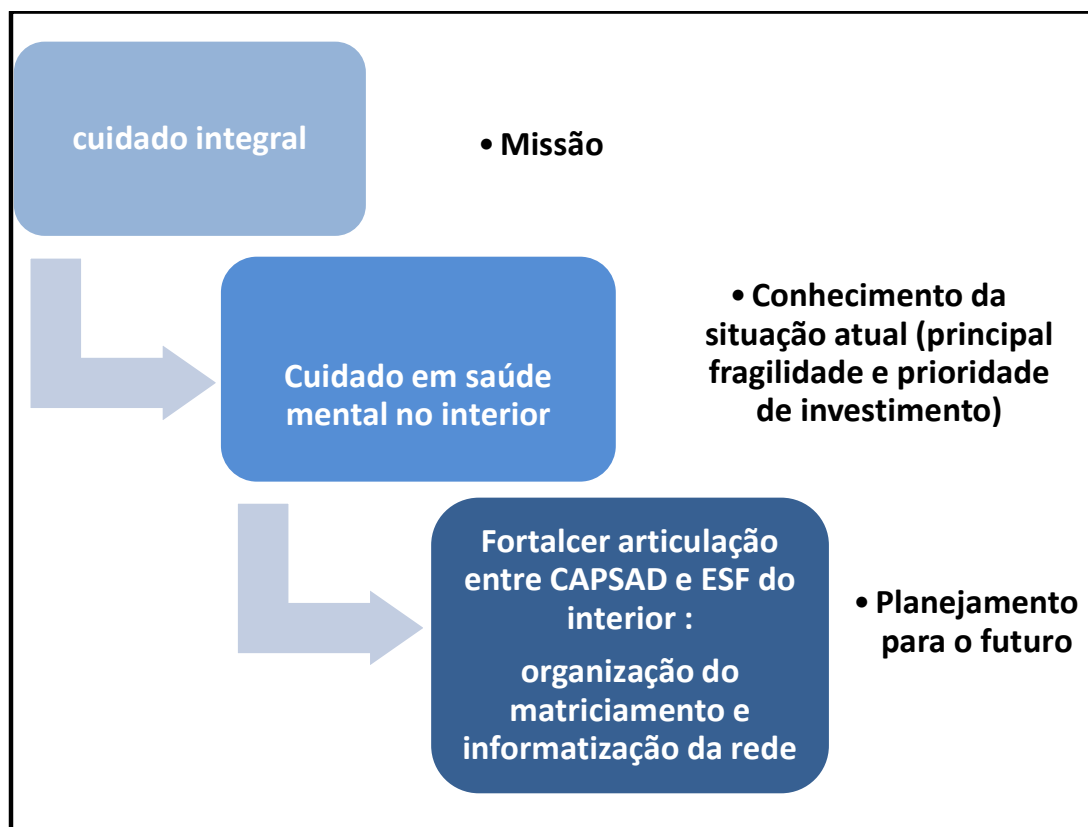 cuidado integral
• Missão
Cuidado em saúde
mental no interior
• Conhecimento da
situação atual (principal
fragilidade e prioridade
de investimento)
Fortalcer articulação
entre CAPSAD e ESF do
interior :
organização do
matriciamento e
informatização da rede
• Planejamento
para o futuro